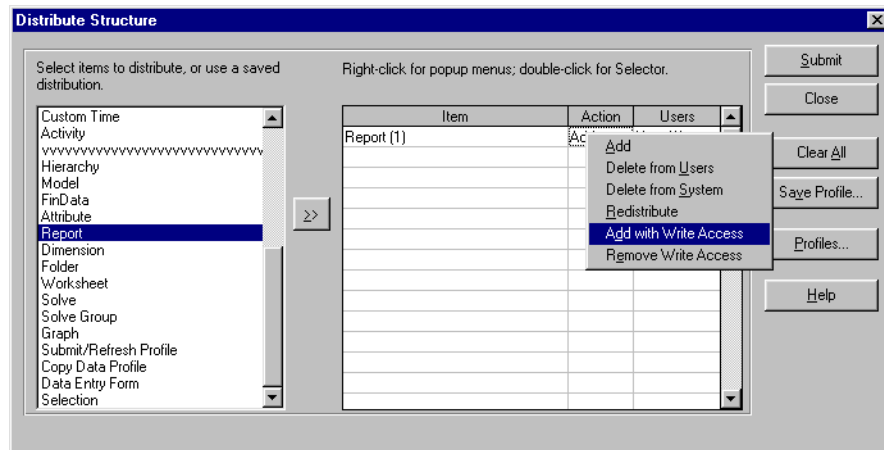 Distribute Structure
Select items to distribute, or use a saved
distribution.
Right-click for popup menus; double-click for Selector.
Custom Time
Activity
Hierarchy
Model
FinData
Attribute
Report
Dimension
Folder
Worksheet
Solve
Solve Group
Graph
Submit/Refresh Profile
Copy Data Profile
Data Entry Form
Selection
>>
Item Action Users
Report (1)
Add
Delete from Users
Delete from System
Redistribute
Add with Write Access
Remove Write Access
Submit
Close
Clear All
Save Profile...
Profiles...
Help